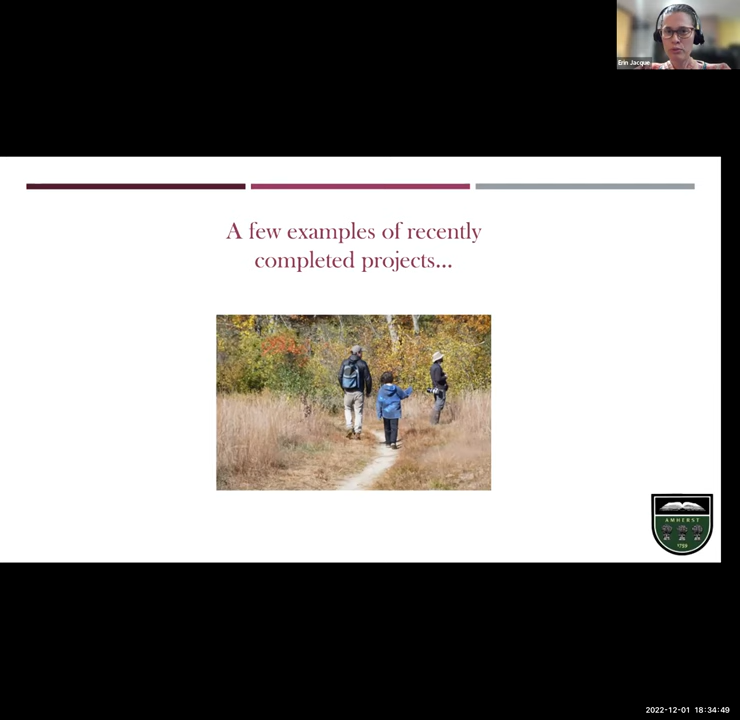 Erin Jacque
A few examples of recently
completed projects...
AMHERST
1759
2022-12-01 18:34:49